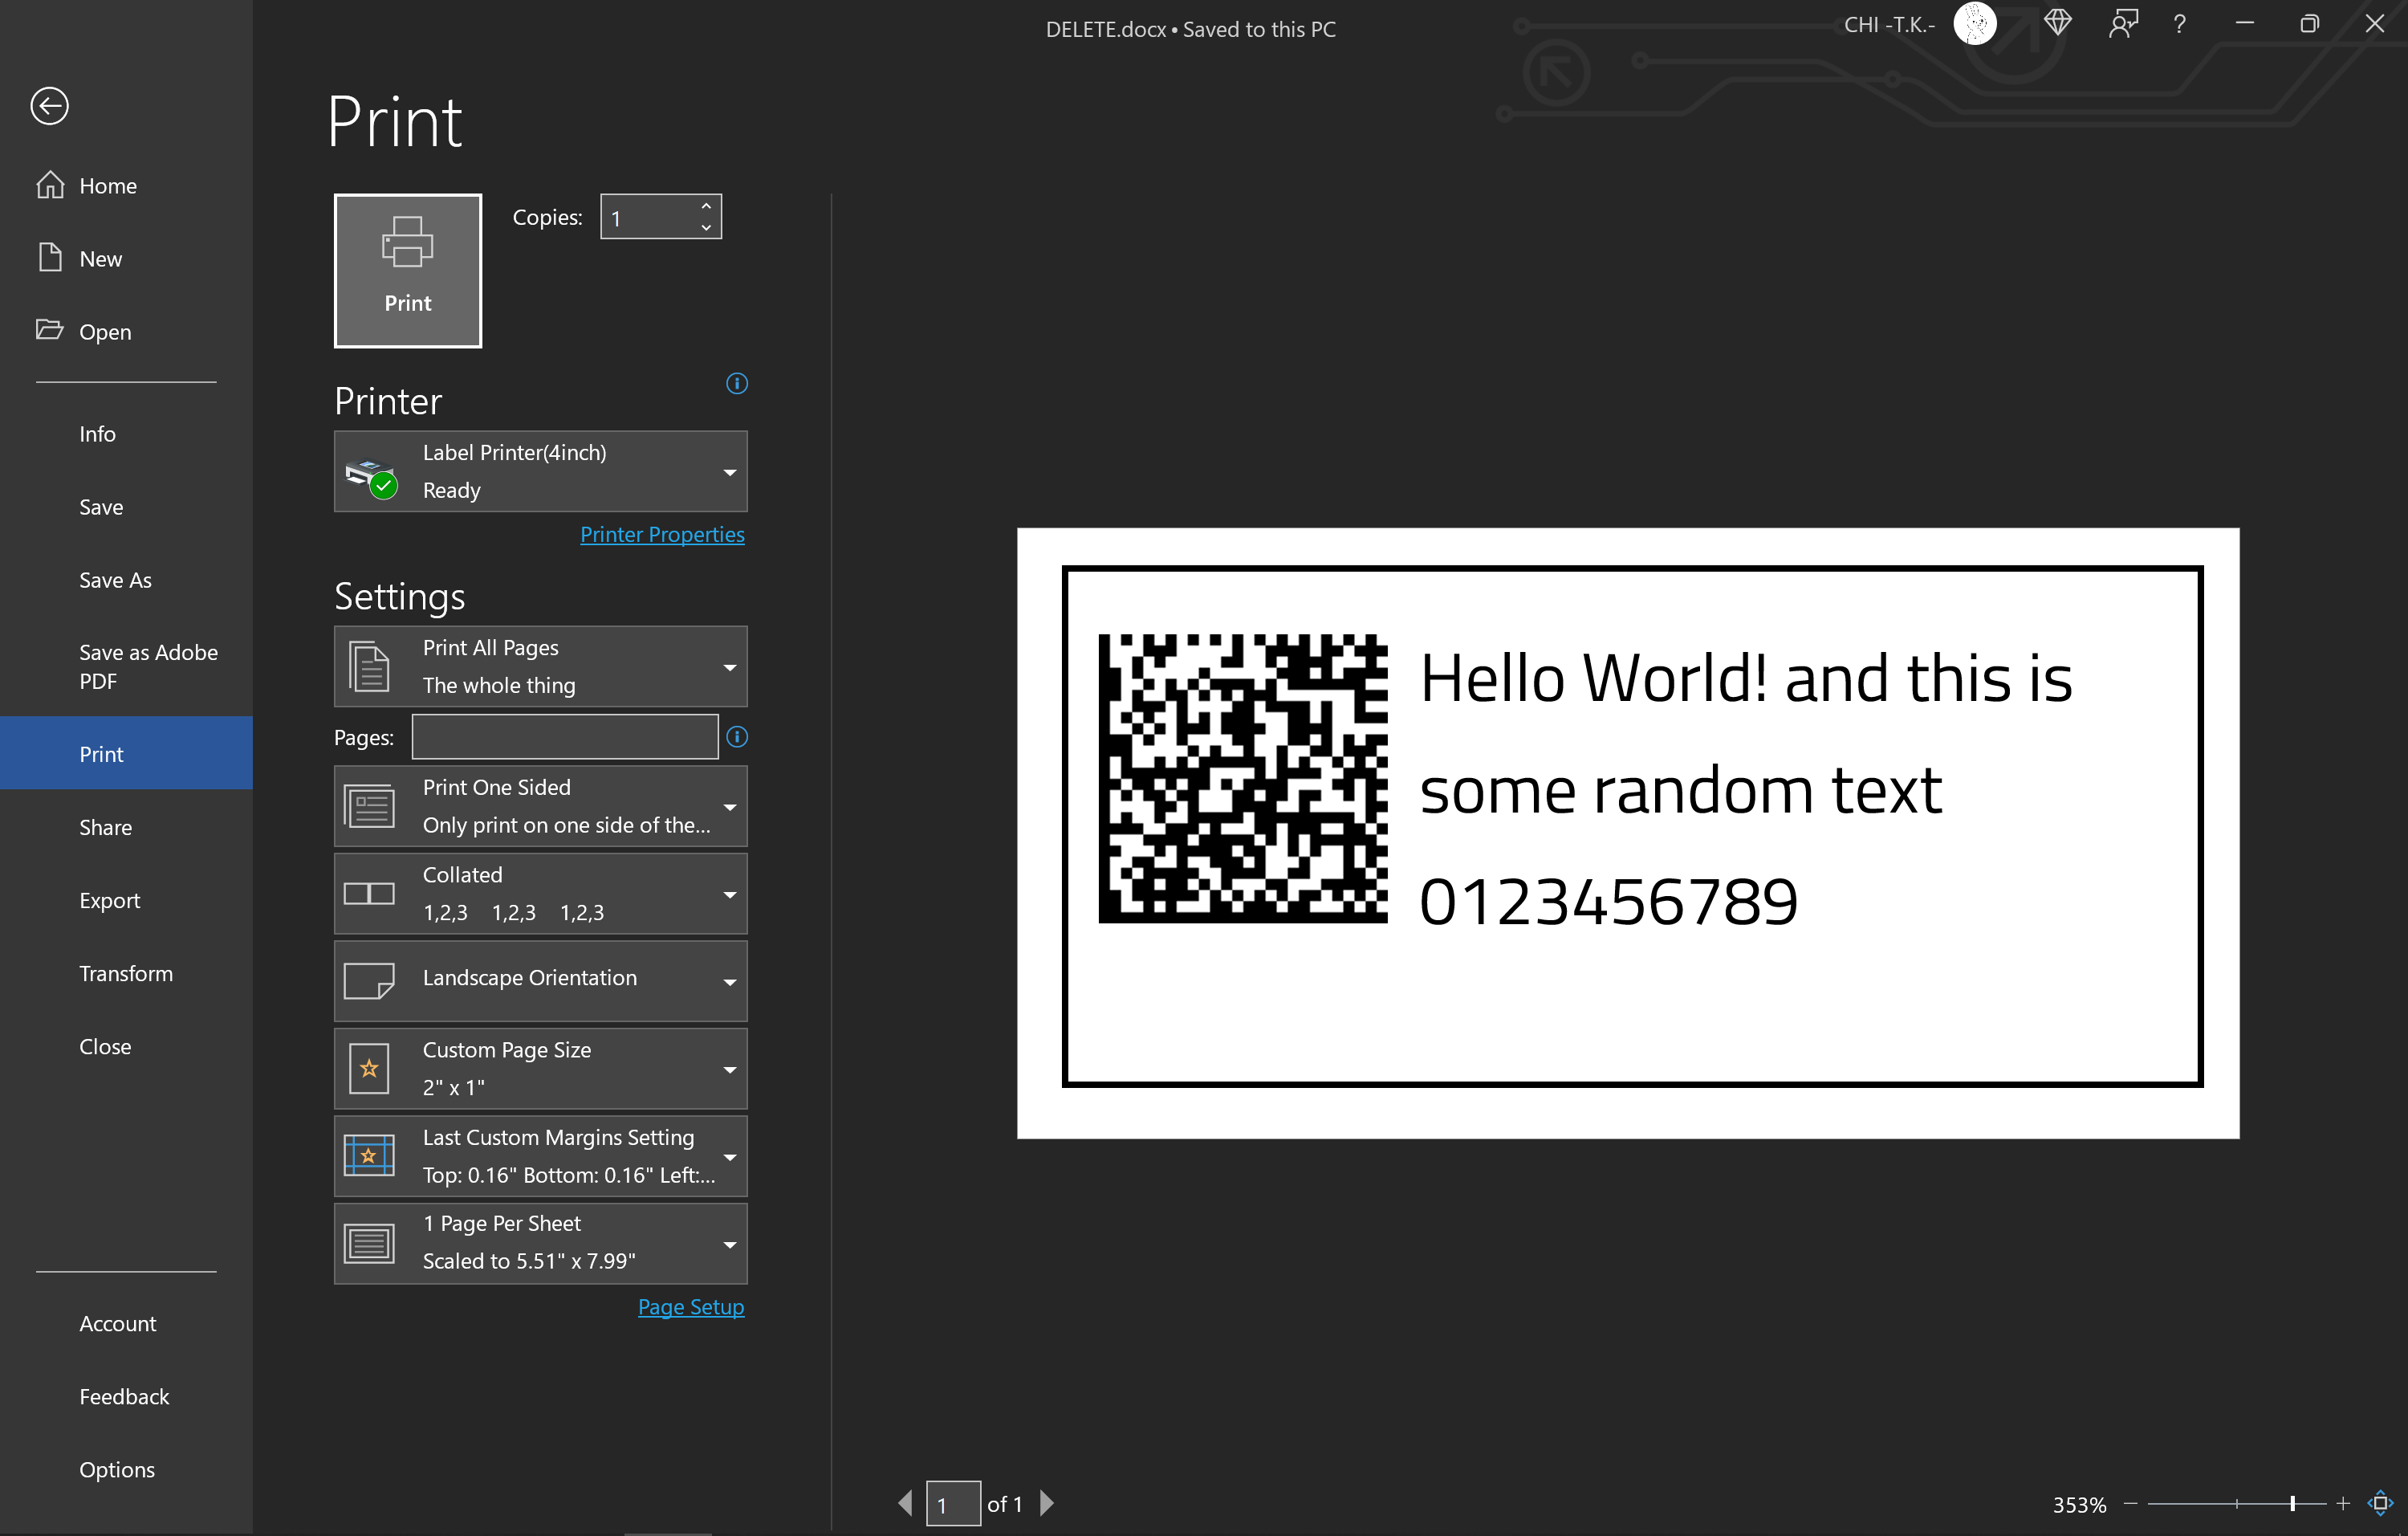 DELETE.docx • Saved to this PC
CHI -T.K.-
?
Home
New
Open
Info
Save
Save As
Save as Adobe
PDF
Print
Share
Export
Transform
Close
Account
Feedback
Options
Print
Print
Copies:
1
Printer
Label Printer(4inch)
Ready
Printer Properties
Settings
Print All Pages
The whole thing
Pages:
Print One Sided
Only print on one side of the...
Collated
1,2,3 1,2,3 1,2,3
Landscape Orientation
Custom Page Size
2" x 1"
Last Custom Margins Setting
Top: 0.16" Bottom: 0.16" Left:...
1 Page Per Sheet
Scaled to 5.51" x 7.99"
Page Setup
Hello World! and this is
some random text
0123456789
1 of 1
353%